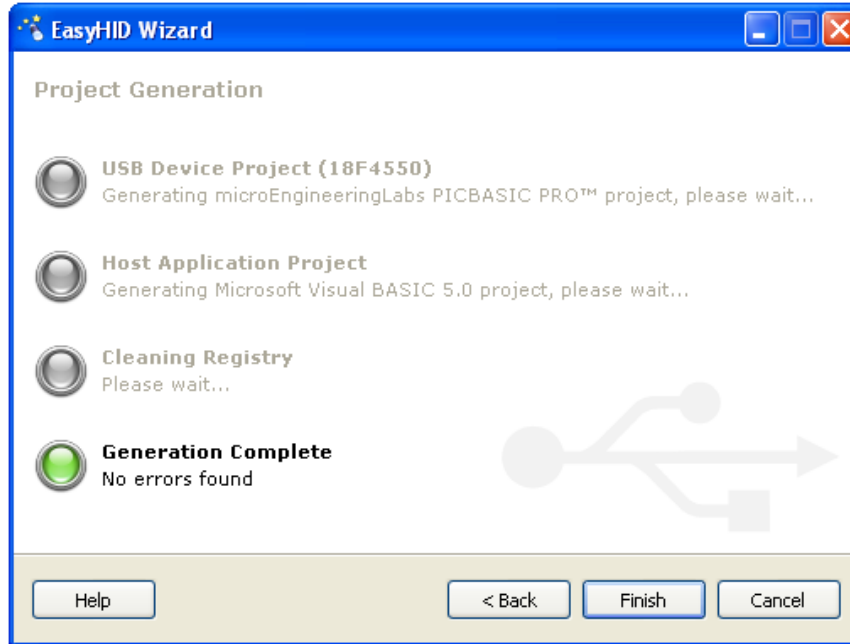 EasyHID Wizard
Project Generation
USB Device Project (18F4550)
Generating microEngineeringLabs PICBASIC PRO™ project, please wait...
Host Application Project
Generating Microsoft Visual BASIC 5.0 project, please wait...
Cleaning Registry
Please wait...
Generation Complete
No errors found
Help
< Back
Finish
Cancel